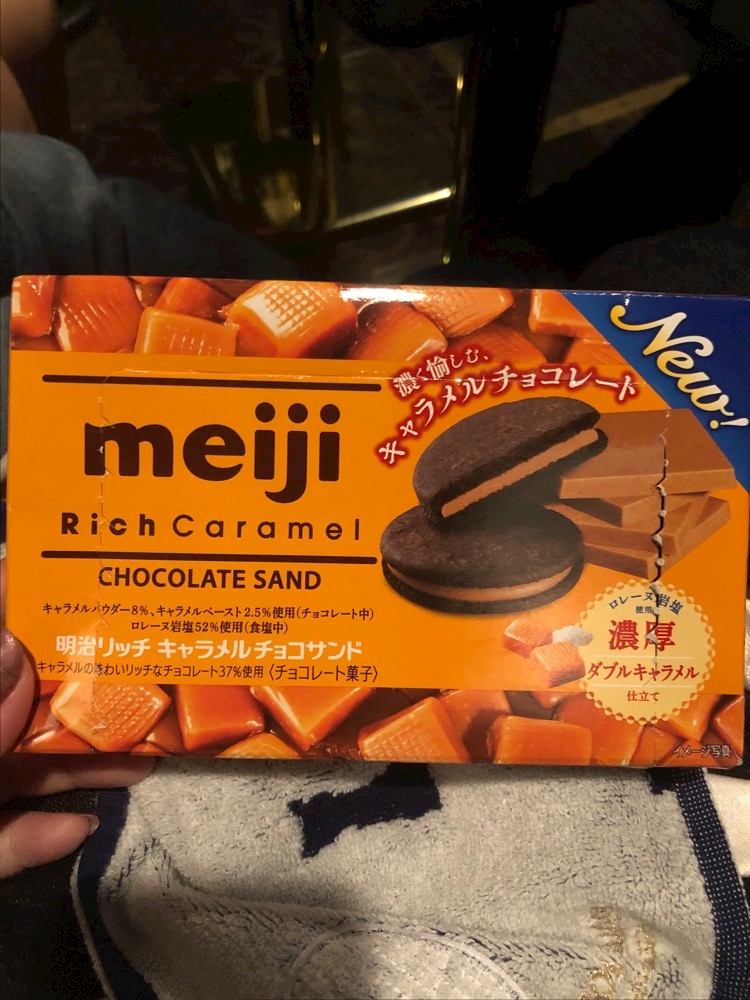 New!
濃く愉しむ、
キャラメルチョコレート
meiji
Rich Caramel
CHOCOLATE SAND
キャラメルパウダー8%、キャラメルペースト2.5%使用(チョコレート中)
ロレーヌ岩塩52%使用(食塩中)
明治リッチ キャラメルチョコサンド
キャラメルの味わいリッチなチョコレート37%使用〈チョコレート菓子〉
ロレーヌ岩塩
使用
濃厚
ダブルキャラメル
仕立て
イメージ写真